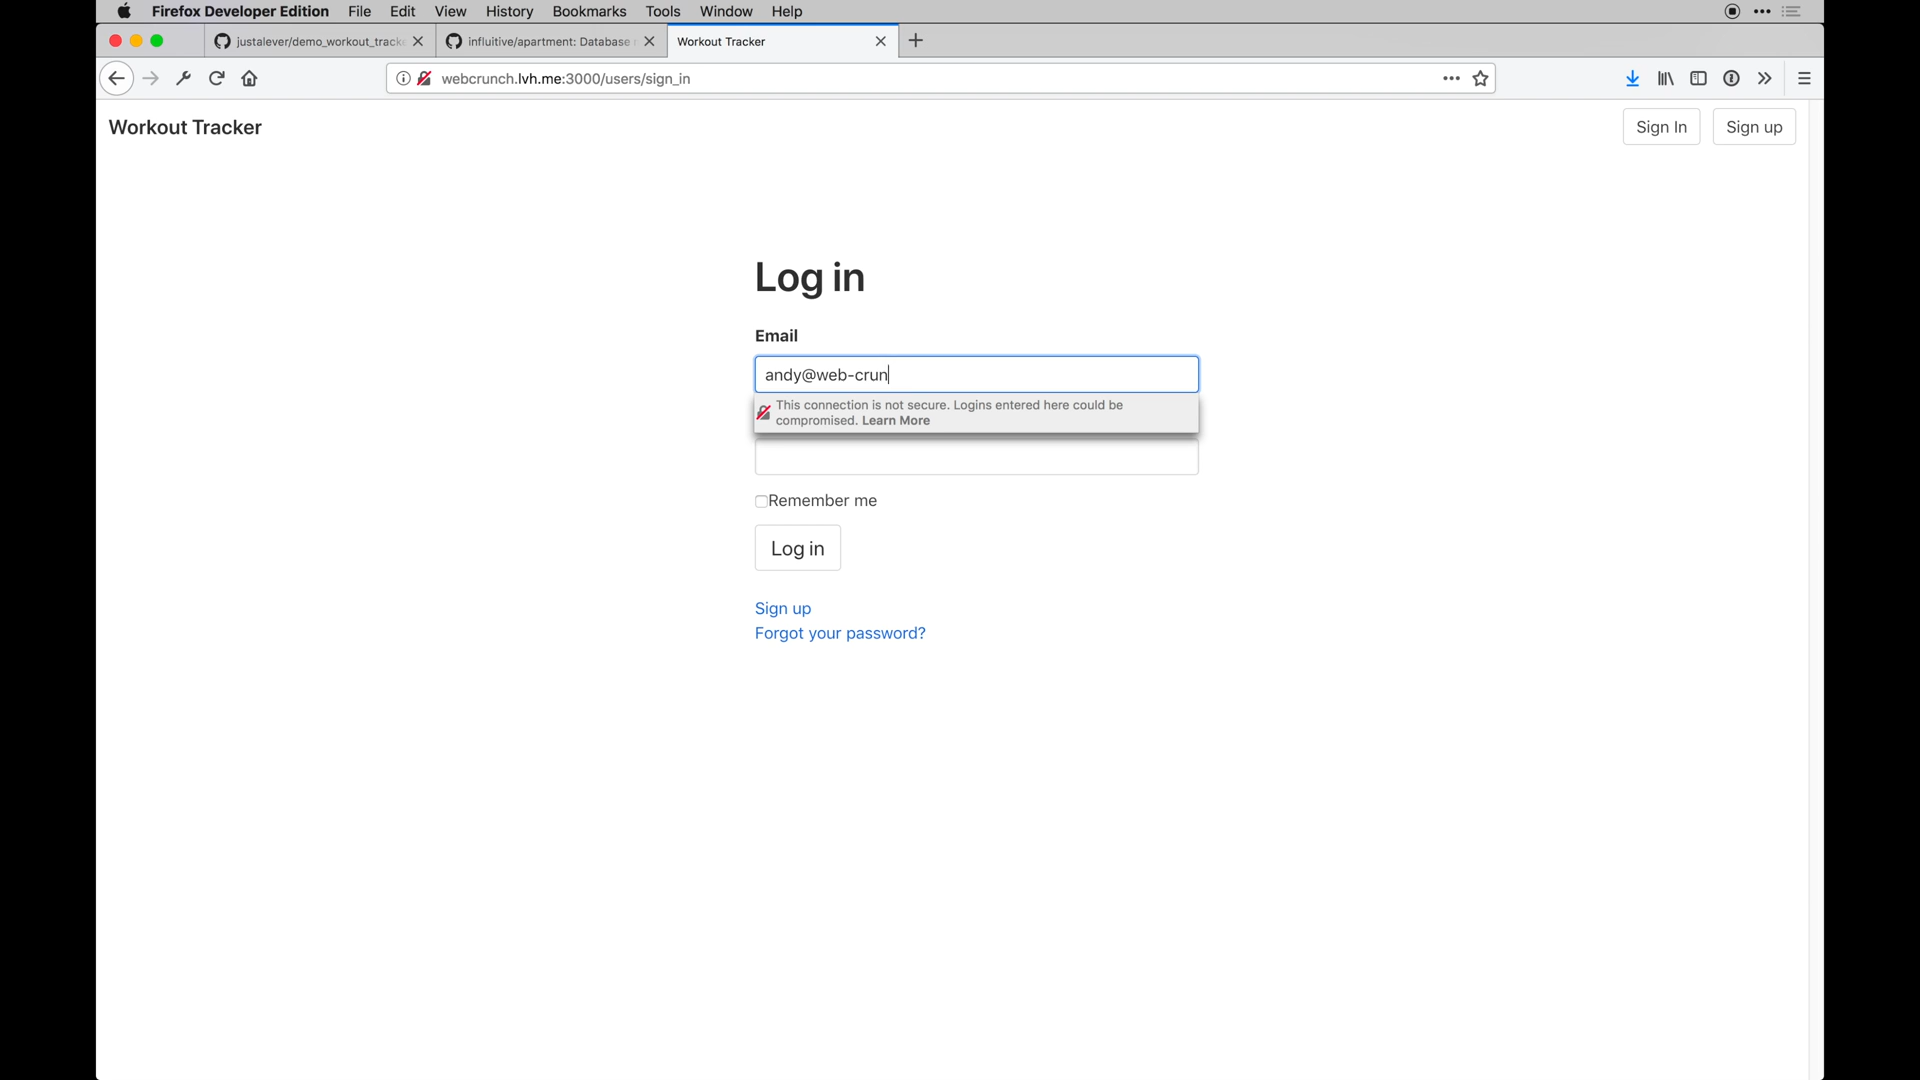 Firefox Developer Edition File Edit View History Bookmarks Tools Window Help
justalever/demo_workout_tracke influitive/apartment: Database Workout Tracker
webcrunch.lvh.me:3000/users/sign_in
Workout Tracker Sign In Sign up
Log in
Email
andy@web-crun
This connection is not secure. Logins entered here could be
compromised. Learn More
Remember me
Log in
Sign up
Forgot your password?